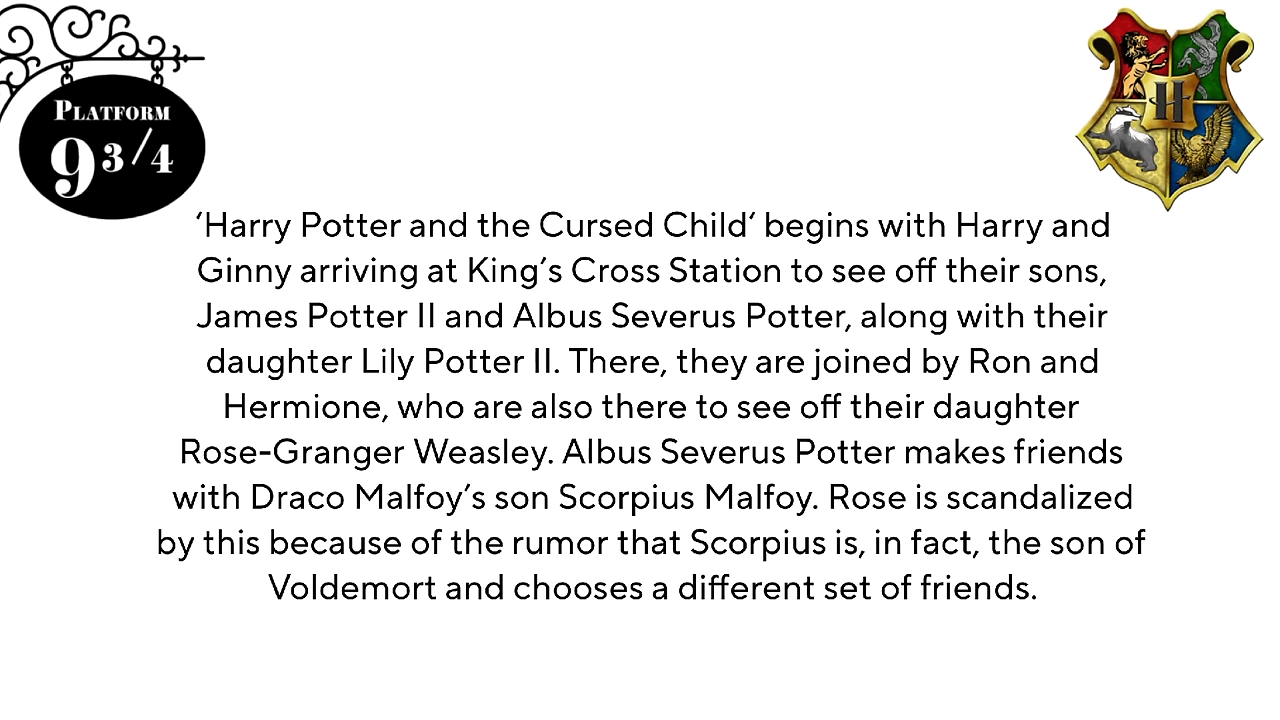 PLATFORM
9 3/4
H
‘Harry Potter and the Cursed Child‘ begins with Harry and
Ginny arriving at King’s Cross Station to see off their sons,
James Potter II and Albus Severus Potter, along with their
daughter Lily Potter II. There, they are joined by Ron and
Hermione, who are also there to see off their daughter
Rose-Granger Weasley. Albus Severus Potter makes friends
with Draco Malfoy’s son Scorpius Malfoy. Rose is scandalized
by this because of the rumor that Scorpius is, in fact, the son of
Voldemort and chooses a different set of friends.